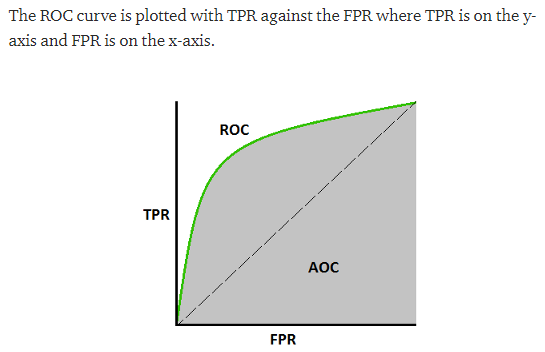 The ROC curve is plotted with TPR against the FPR where TPR is on the y-
axis and FPR is on the x-axis.
ROC
TPR
AOC
FPR